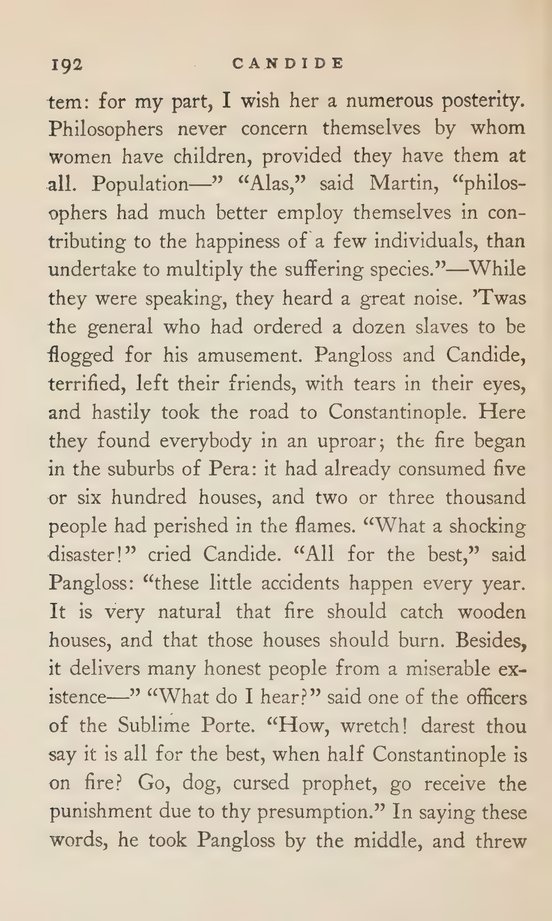 192 CANDIDE
tem: for my part, I wish her a numerous posterity.
Philosophers never concern themselves by whom
women have children, provided they have them at
all. Population—” “Alas,” said Martin, “philos-
ophers had much better employ themselves in con-
tributing to the happiness of a few individuals, than
undertake to multiply the suffering species.”—While
they were speaking, they heard a great noise. ’Twas
the general who had ordered a dozen slaves to be
flogged for his amusement. Pangloss and Candide,
terrified, left their friends, with tears in their eyes,
and hastily took the road to Constantinople. Here
they found everybody in an uproar; the fire began
in the suburbs of Pera: it had already consumed five
or six hundred houses, and two or three thousand
people had perished in the flames. “What a shocking
disaster!” cried Candide. “All for the best,” said
Pangloss: “these little accidents happen every year.
It is very natural that fire should catch wooden
houses, and that those houses should burn. Besides,
it delivers many honest people from a miserable ex-
istence—” “What do I hear?” said one of the officers
of the Sublime Porte. “How, wretch! darest thou
say it is all for the best, when half Constantinople is
on fire? Go, dog, cursed prophet, go receive the
punishment due to thy presumption.” In saying these
words, he took Pangloss by the middle, and threw